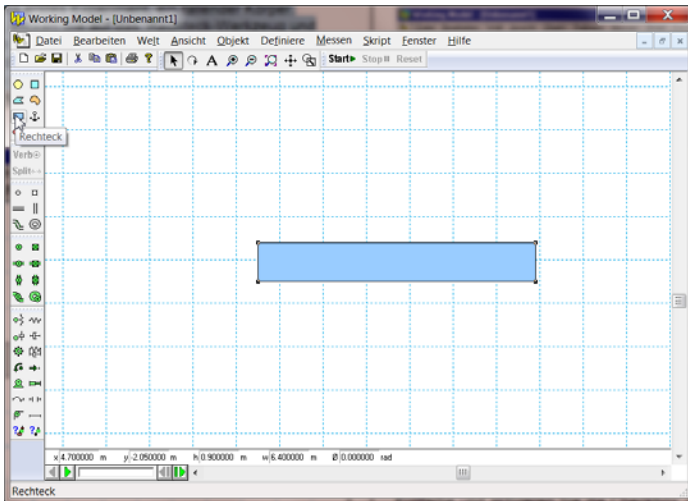 Working Model - [Unbenannt1]
Datei Bearbeiten Welt Ansicht Objekt Definiere Messen Skript Fenster Hilfe
A Start Stop Reset
Rechteck
Verb
Split
x 4.700000 m y -2.050000 m h 0.900000 m w 6.400000 m Ø 0.000000 rad
Rechteck